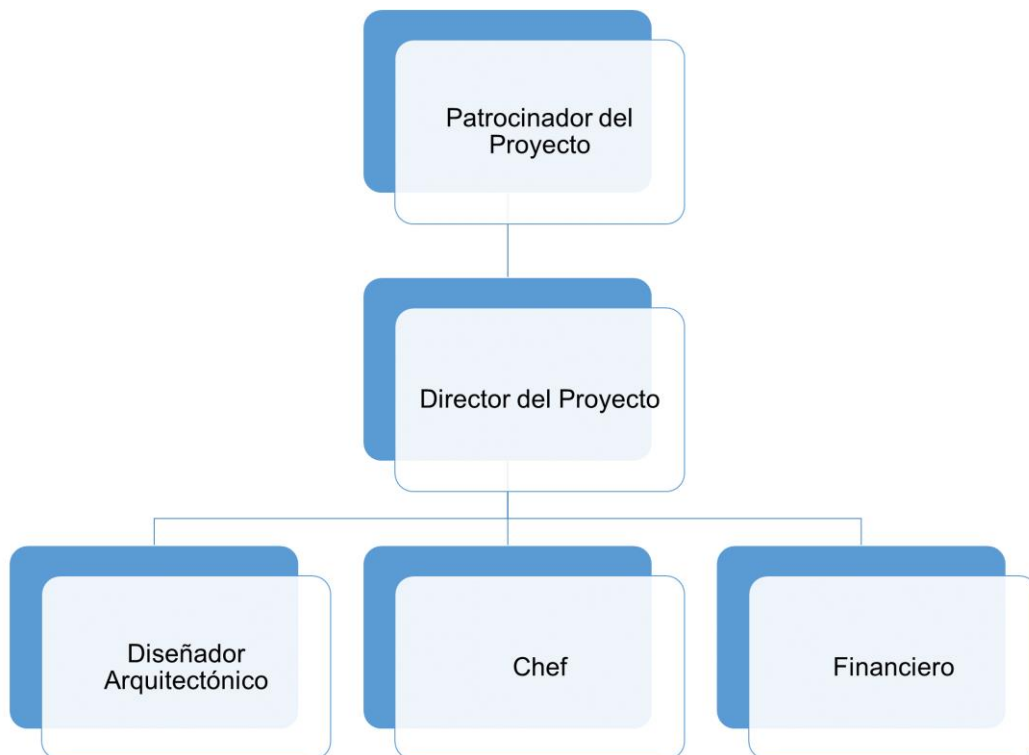 Patrocinador del
Proyecto
Director del Proyecto
Diseñador
Arquitectónico
Chef
Financiero